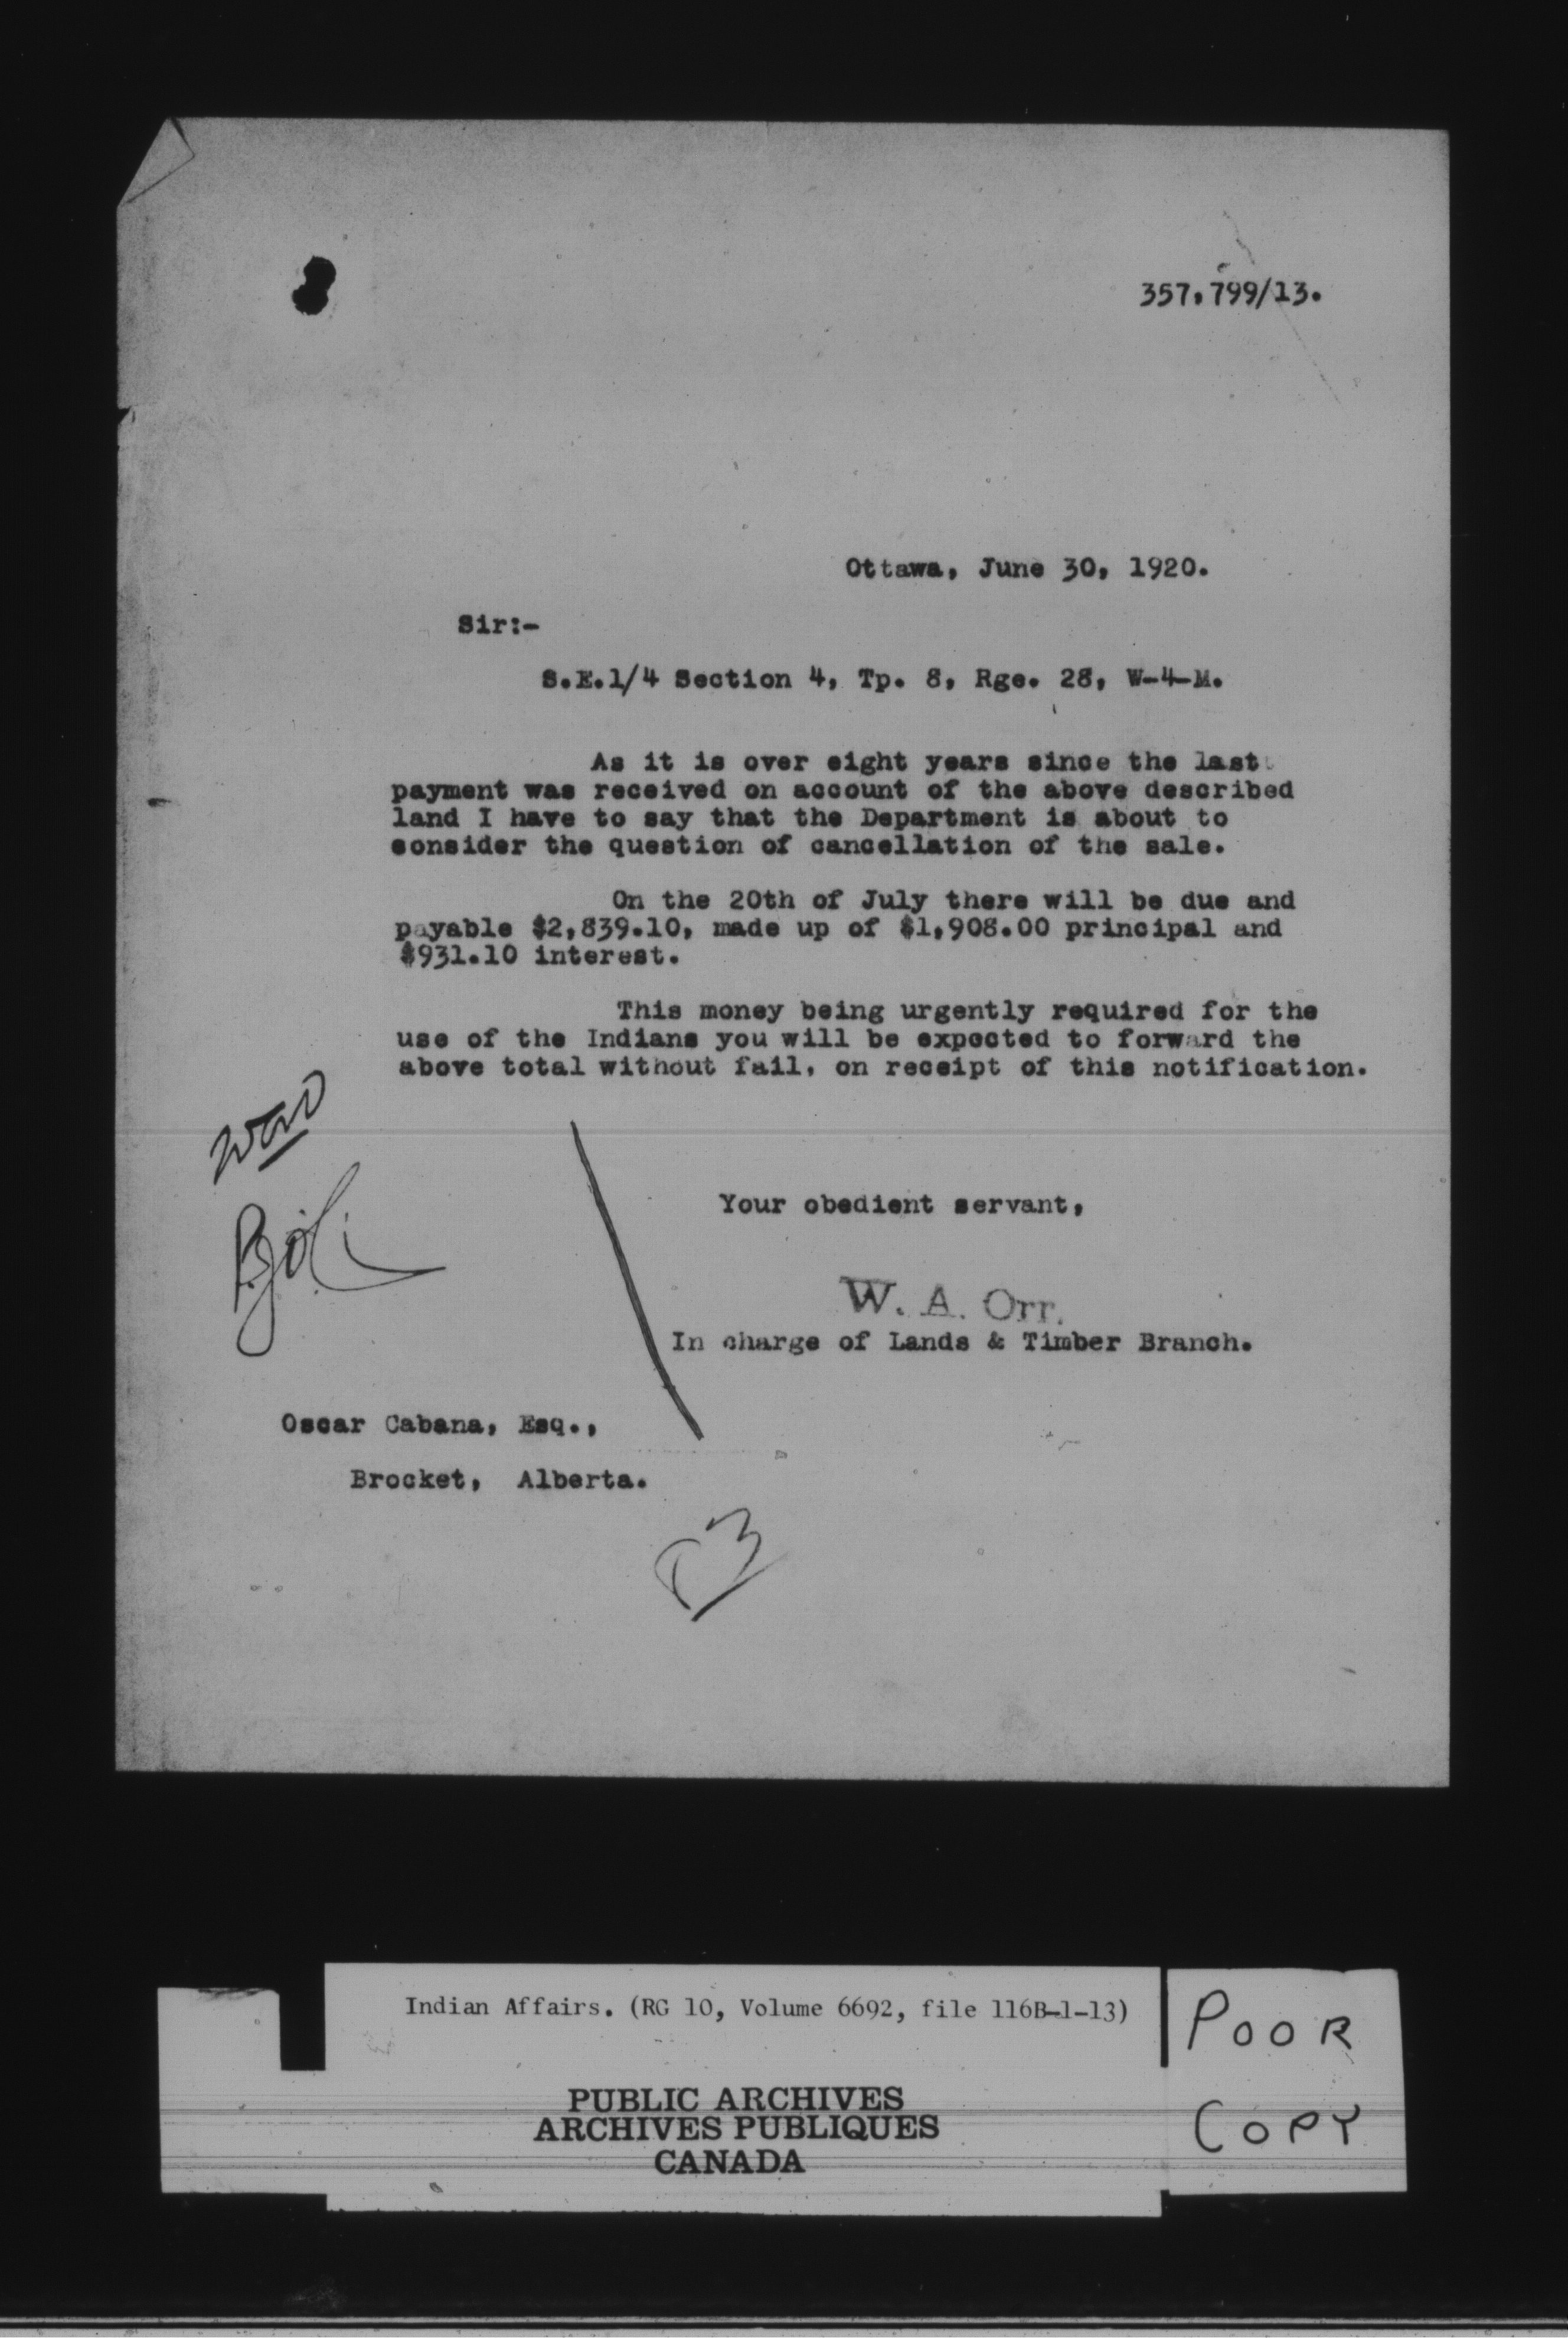 357,799/13.
Ottawa, June 30, 1920.
Sir:-
S.E.1/4 Section 4, Tp. 8, Rge. 28, W-4-M.
As it is over eight years since the last
payment was received on account of the above described
land I have to say that the Department is about to
consider the question of cancellation of the sale.
On the 20th of July there will be due and
payable $2,839.10, made up of $1,908.00 principal and
$931.10 interest.
This money being urgently required for the
use of the Indians you will be expected to forward the
above total without fail, on receipt of this notification.
Your obedient servant,
W. A. Orr.
In charge of Lands & Timber Branch.
Oscar Cabana, Esq.,
Brocket, Alberta.
Indian Affairs. (RG 10, Volume 6692, file 116B-1-13)
PUBLIC ARCHIVES
ARCHIVES PUBLIQUES
CANADA
POOR
COPY